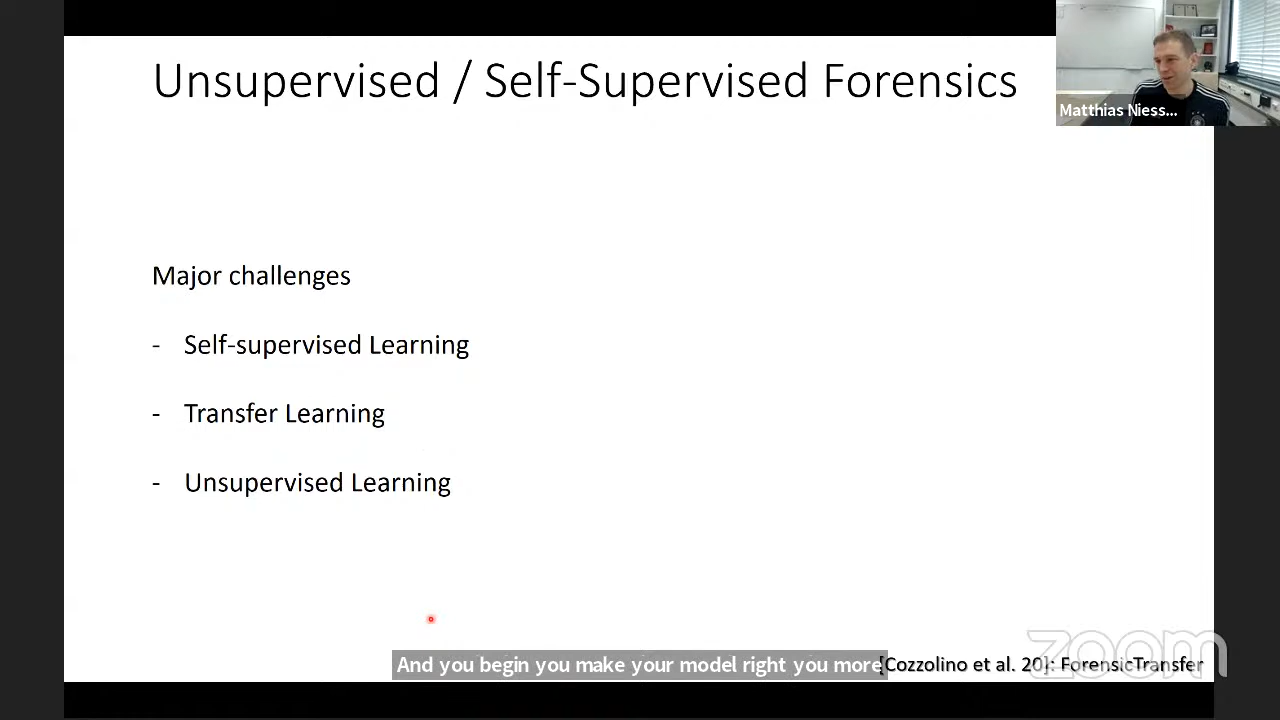 Unsupervised / Self-Supervised Forensics
Matthias Niess...
Major challenges
- Self-supervised Learning
- Transfer Learning
- Unsupervised Learning
And you begin you make your model right you more
[Cozzolino et al. 20]: ForensicTransfer
zoom